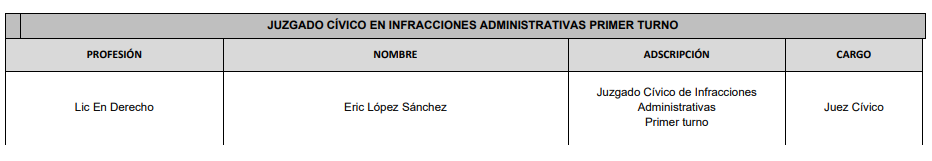 JUZGADO CÍVICO EN INFRACCIONES ADMINISTRATIVAS PRIMER TURNO
PROFESIÓN NOMBRE ADSCRIPCIÓN CARGO
Lic En Derecho Eric López Sánchez Juzgado Cívico de Infracciones
Administrativas
Primer turno Juez Cívico